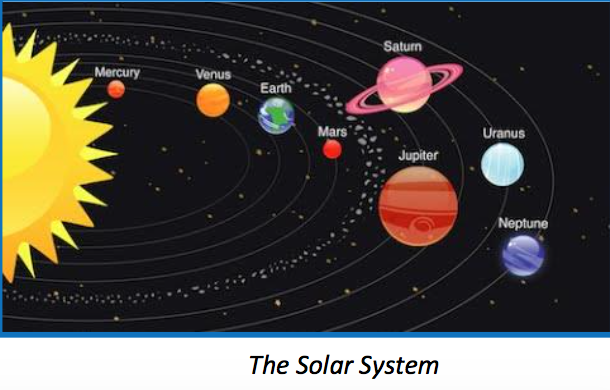 Saturn
Mercury
Venus
Earth
Mars
Uranus
Jupiter
Neptune
The Solar System